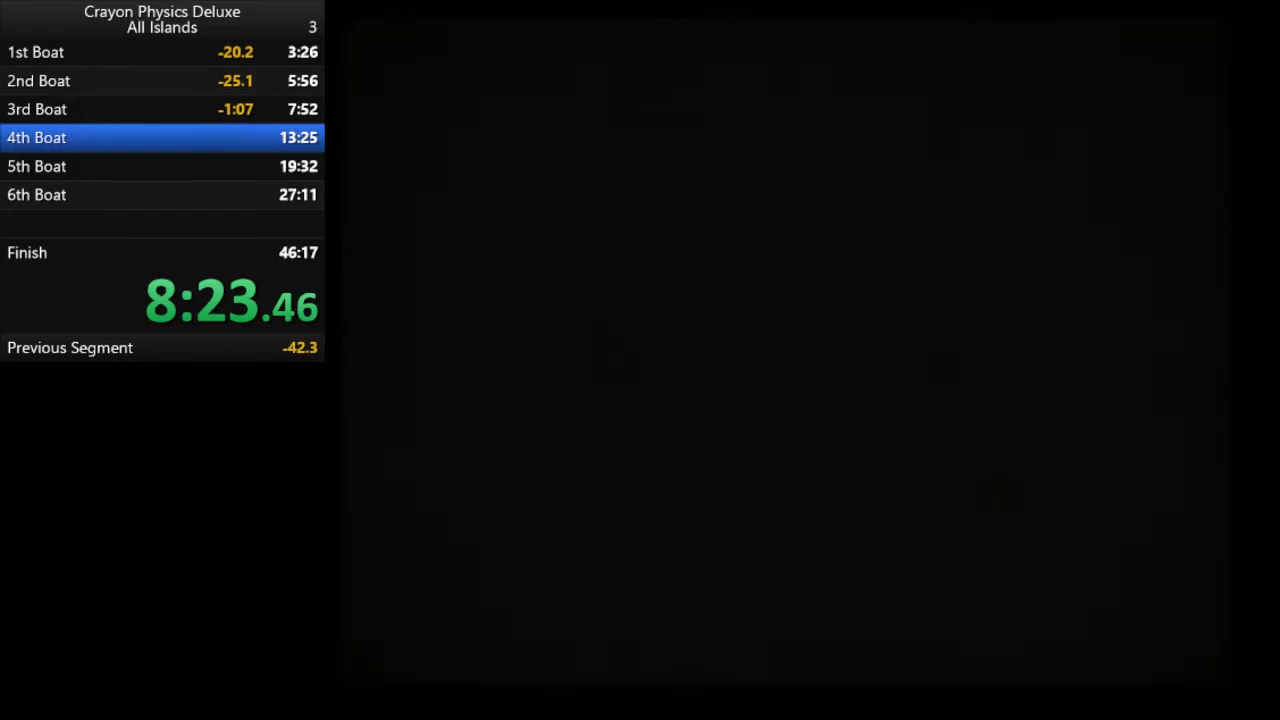 Crayon Physics Deluxe
All Islands 3
1st Boat -20.2 3:26
2nd Boat -25.1 5:56
3rd Boat -1:07 7:52
4th Boat 13:25
5th Boat 19:32
6th Boat 27:11
Finish 46:17
8:23.46
Previous Segment -42.3